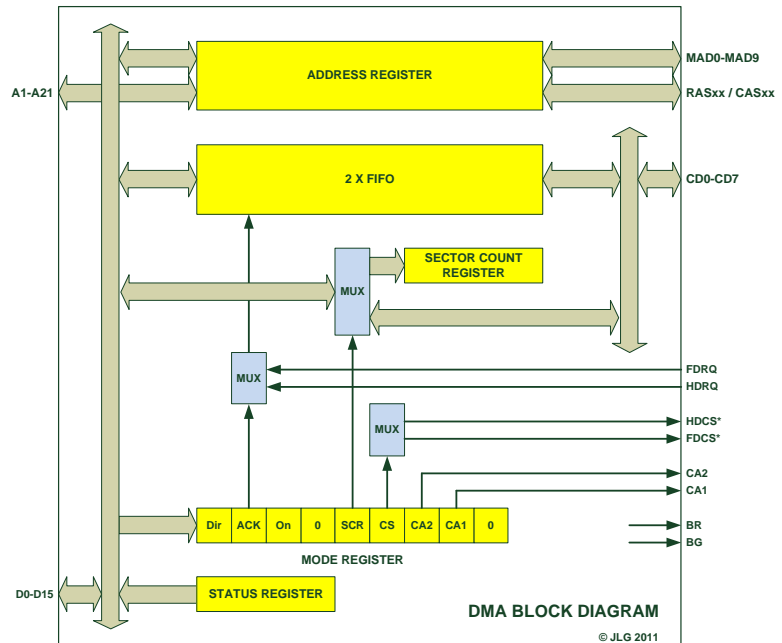 ADDRESS REGISTER
MAD0-MAD9
A1-A21
RASxx / CASxx
2 X FIFO
CD0-CD7
SECTOR COUNT
REGISTER
MUX
FDRQ
MUX
HDRQ
HDCS*
MUX
FDCS*
CA2
CA1
Dir ACK On 0 SCR CS CA2 CA1 0
BR
BG
MODE REGISTER
D0-D15
STATUS REGISTER
DMA BLOCK DIAGRAM
© JLG 2011